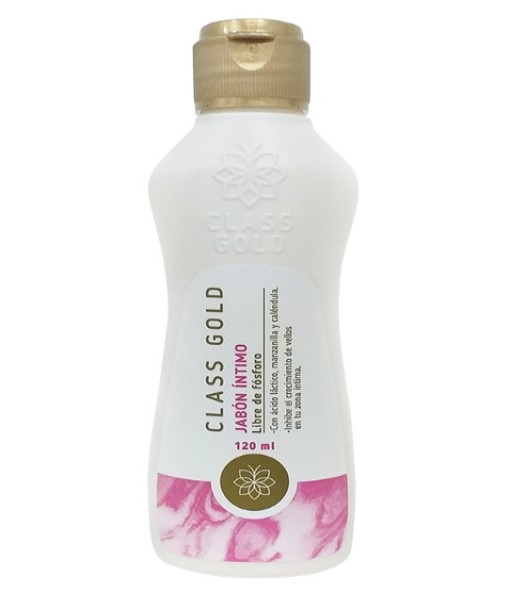 CLASS
GOLD
CLASS GOLD
JABÓN ÍNTIMO
Libre de fósforo
-Con ácido láctico, manzanilla y caléndula.
-Inhibe el crecimiento de vellos
en tu zona íntima.
120 ml